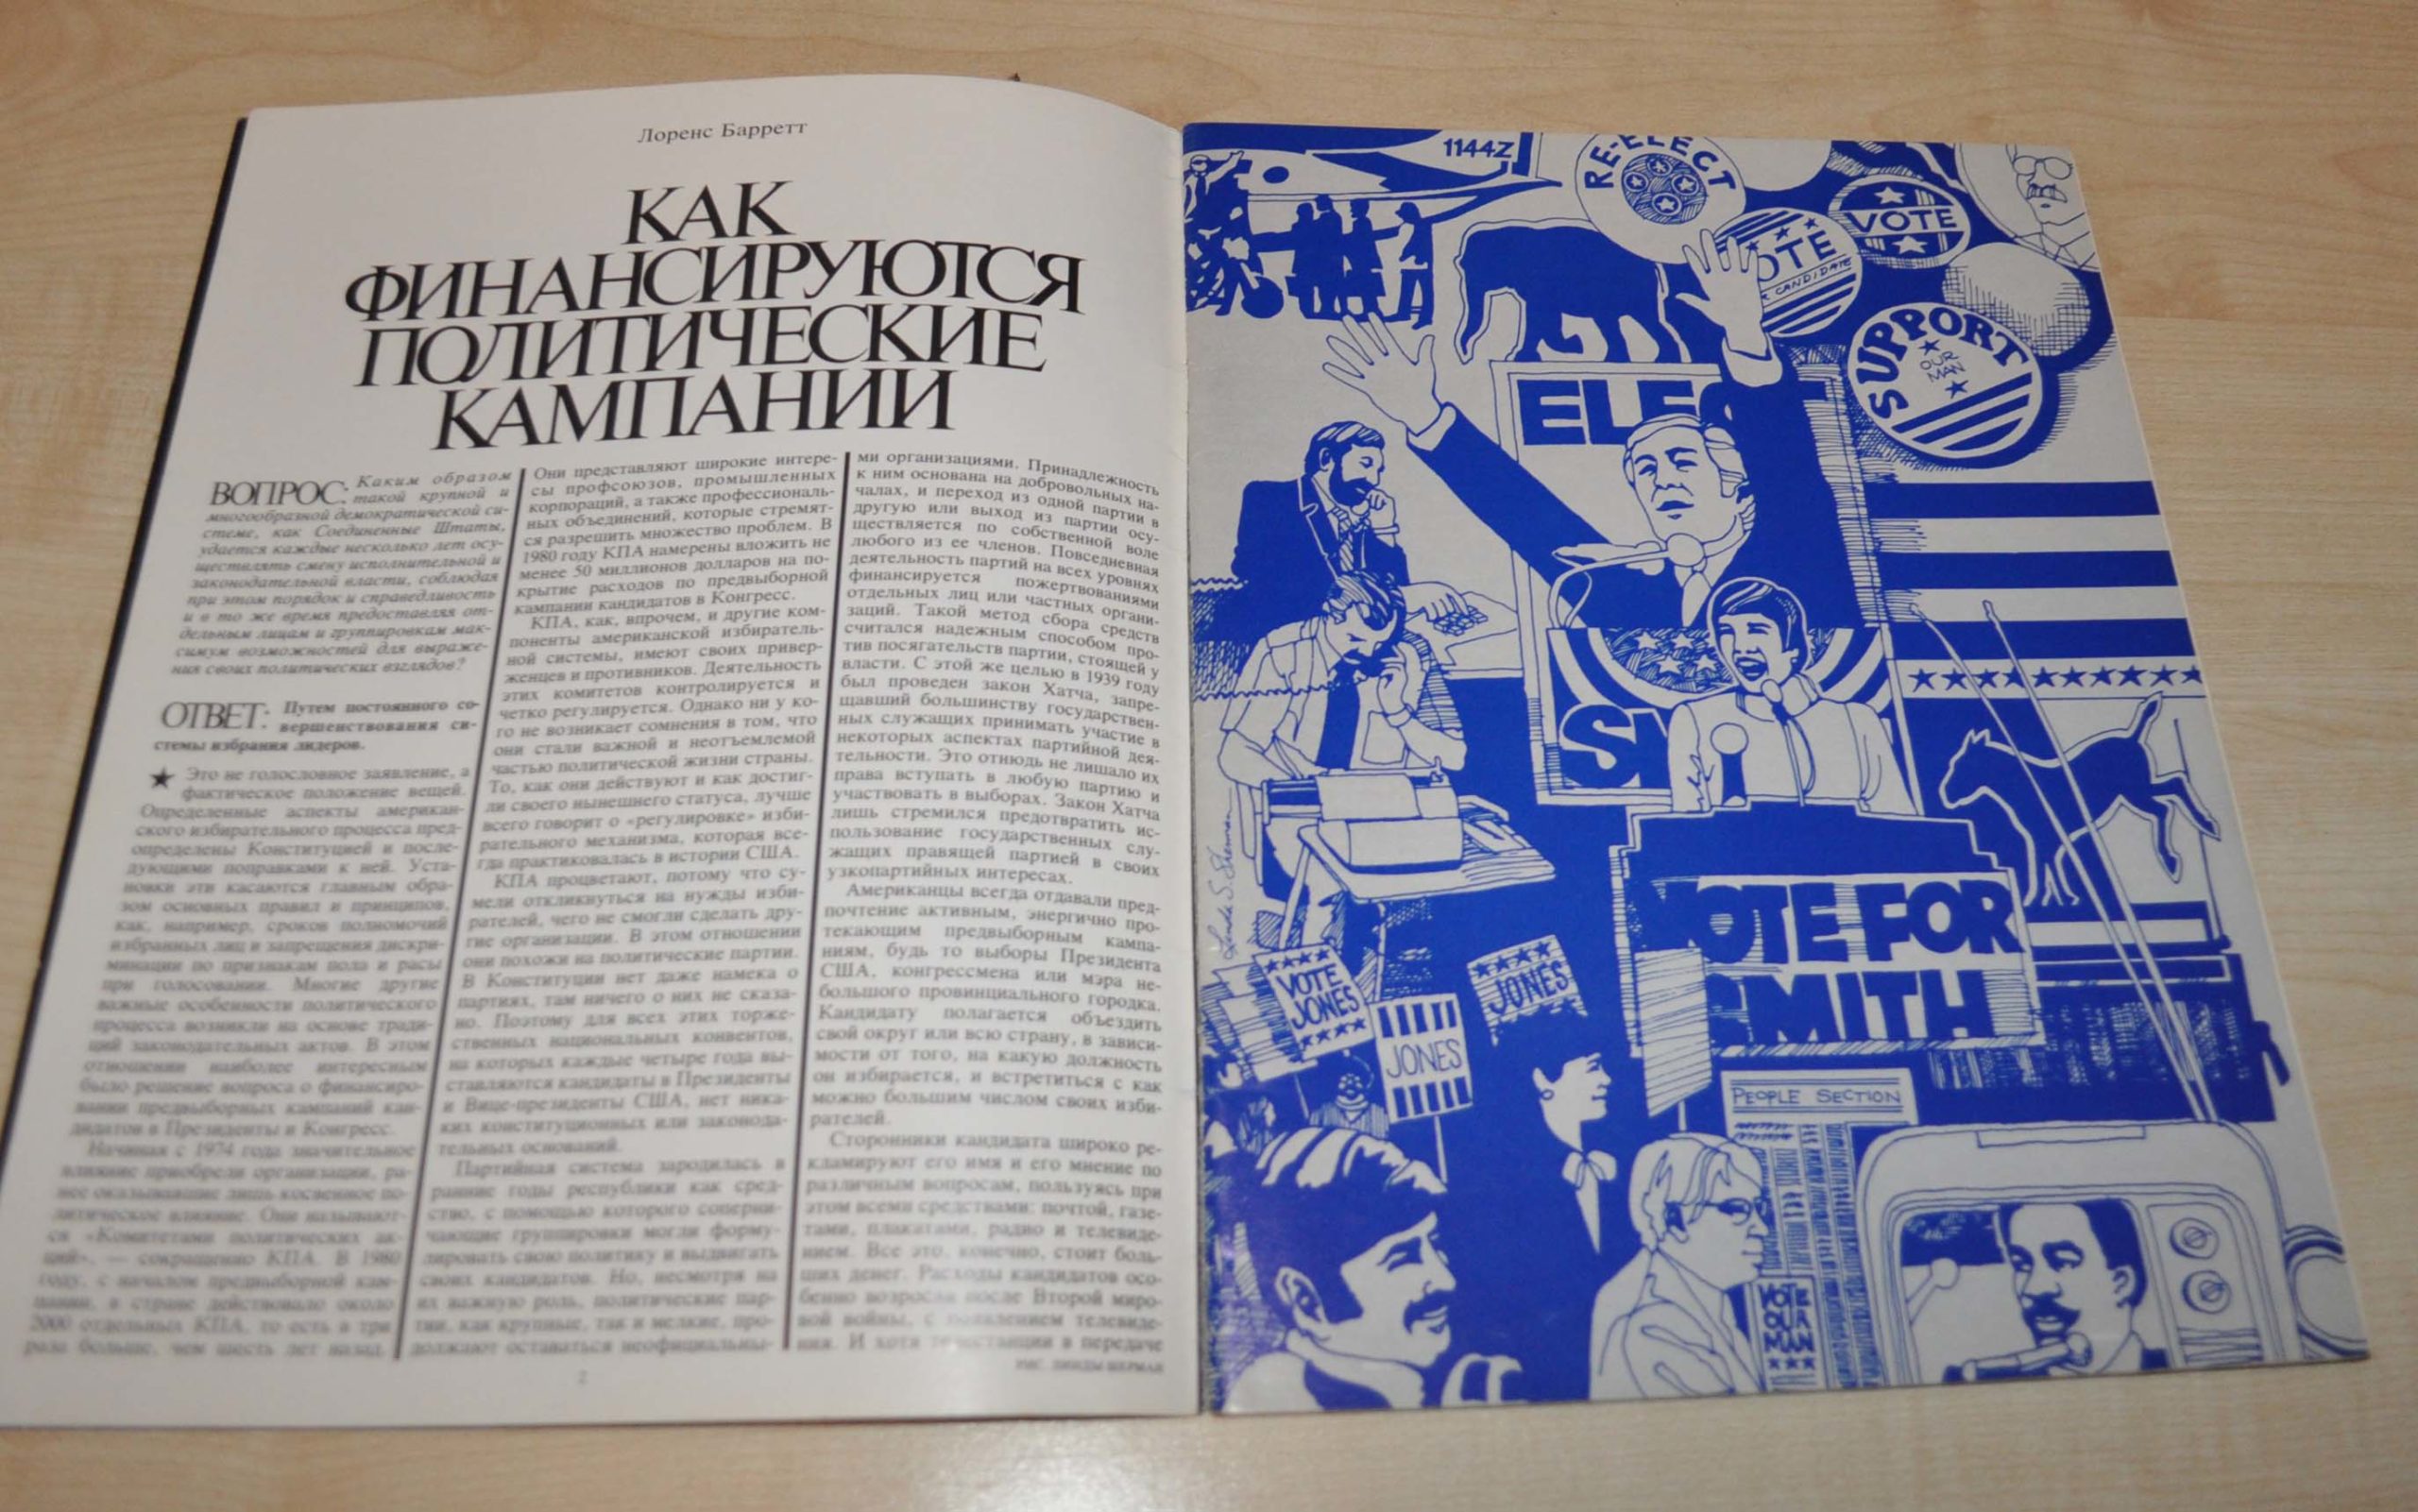 Лоренс Барретт
КАК
ФИНАНСИРУЮТСЯ
ПОЛИТИЧЕСКИЕ
КАМПАНИИ
ВОПРОС: Каким образом
такой крупной и
многообразной демократической си-
стеме, как Соединенные Штаты,
удается каждые несколько лет осу-
ществлять смену исполнительной и
законодательной власти, соблюдая
при этом порядок и справедливость
и в то же время предоставляя от-
дельным лицам и группировкам мак-
симум возможностей для выраже-
ния своих политических взглядов?
ОТВЕТ: Путем постоянного со-
вершенствования си-
стемы избрания лидеров.
★ Это не голословное заявление, а
фактическое положение вещей.
Определенные аспекты американ-
ского избирательного процесса пред-
определены Конституцией и после-
дующими поправками к ней. Уста-
новки эти касаются главным обра-
зом основных правил и принципов,
как, например, сроков полномочий
избранных лиц и запрещения дискри-
минации по признакам пола и расы
при голосовании. Многие другие
важные особенности политического
процесса возникли на основе тради-
ций законодательных актов. В этом
отношении наиболее интересным
было решение вопроса о финансиро-
вании предвыборных кампаний кан-
дидатов в Президенты и Конгресс.
Начиная с 1974 года значительное
влияние приобрели организации, ра-
нее оказывавшие лишь косвенное по-
литическое влияние. Они называют-
ся «Комитетами политических ак-
ций», — сокращенно КПА. В 1980
году, с началом предвыборной кам-
пании, в стране действовало около
2000 отдельных КПА, то есть в три
раза больше, чем шесть лет назад.
Они представляют широкие интере-
сы профсоюзов, промышленных
корпораций, а также профессиональ-
ных объединений, которые стремят-
ся разрешить множество проблем. В
1980 году КПА намерены вложить не
менее 50 миллионов долларов на по-
крытие расходов по предвыборной
кампании кандидатов в Конгресс.
КПА, как, впрочем, и другие ком-
поненты американской избиратель-
ной системы, имеют своих привер-
женцев и противников. Деятельность
этих комитетов контролируется и
четко регулируется. Однако ни у ко-
го не возникает сомнения в том, что
они стали важной и неотъемлемой
частью политической жизни страны.
То, как они действуют и как достиг-
ли своего нынешнего статуса, лучше
всего говорит о «регулировке» изби-
рательного механизма, которая все-
гда практиковалась в истории США.
КПА процветают, потому что су-
мели откликнуться на нужды изби-
рателей, чего не смогли сделать дру-
гие организации. В этом отношении
они похожи на политические партии.
В Конституции нет даже намека о
партиях, там ничего о них не сказа-
но. Поэтому для всех этих торже-
ственных национальных конвентов,
на которых каждые четыре года вы-
ставляются кандидаты в Президенты
и Вице-президенты США, нет ника-
ких конституционных или законода-
тельных оснований.
Партийная система зародилась в
ранние годы республики как сред-
ство, с помощью которого соперни-
чающие группировки могли форму-
лировать свою политику и выдвигать
своих кандидатов. Но, несмотря на
их важную роль, политические пар-
тии, как крупные, так и мелкие, про-
должают оставаться неофициальны-
ми организациями. Принадлежность
к ним основана на добровольных на-
чалах, и переход из одной партии в
другую или выход из партии осу-
ществляется по собственной воле
любого из ее членов. Повседневная
деятельность партий на всех уровнях
финансируется пожертвованиями
отдельных лиц или частных органи-
заций. Такой метод сбора средств
считался надежным способом про-
тив посягательств партии, стоящей у
власти. С этой же целью в 1939 году
был проведен закон Хатча, запре-
щавший большинству государствен-
ных служащих принимать участие в
некоторых аспектах партийной дея-
тельности. Это отнюдь не лишало их
права вступать в любую партию и
участвовать в выборах. Закон Хатча
лишь стремился предотвратить ис-
пользование государственных слу-
жащих правящей партией в своих
узкопартийных интересах.
Американцы всегда отдавали пред-
почтение активным, энергично про-
текающим предвыборным кампа-
ниям, будь то выборы Президента
США, конгрессмена или мэра не-
большого провинциального городка.
Кандидату полагается объездить
свой округ или всю страну, в зависи-
мости от того, на какую должность
он избирается, и встретиться с как
можно большим числом своих изби-
рателей.
Сторонники кандидата широко ре-
кламируют его имя и его мнение по
различным вопросам, пользуясь при
этом всеми средствами: почтой, газе-
тами, плакатами, радио и телевиде-
нием. Все это, конечно, стоит боль-
ших денег. Расходы кандидатов осо-
бенно возросли после Второй миро-
вой войны, с появлением телевиде-
ния. И хотя в передаче
РИС. ЛИНДЫ ШЕРМАН
2
1144Z
RE-ELECT
VOTE
OTE
CANDIDATE
SUPPORT
OUR
MAN
ELEC
S
Linda S. Sherman
OTE FOR
SMITH
VOTE
JONES
JONES
JONES
PEOPLE SECTION
VOTE
OUR
MAN